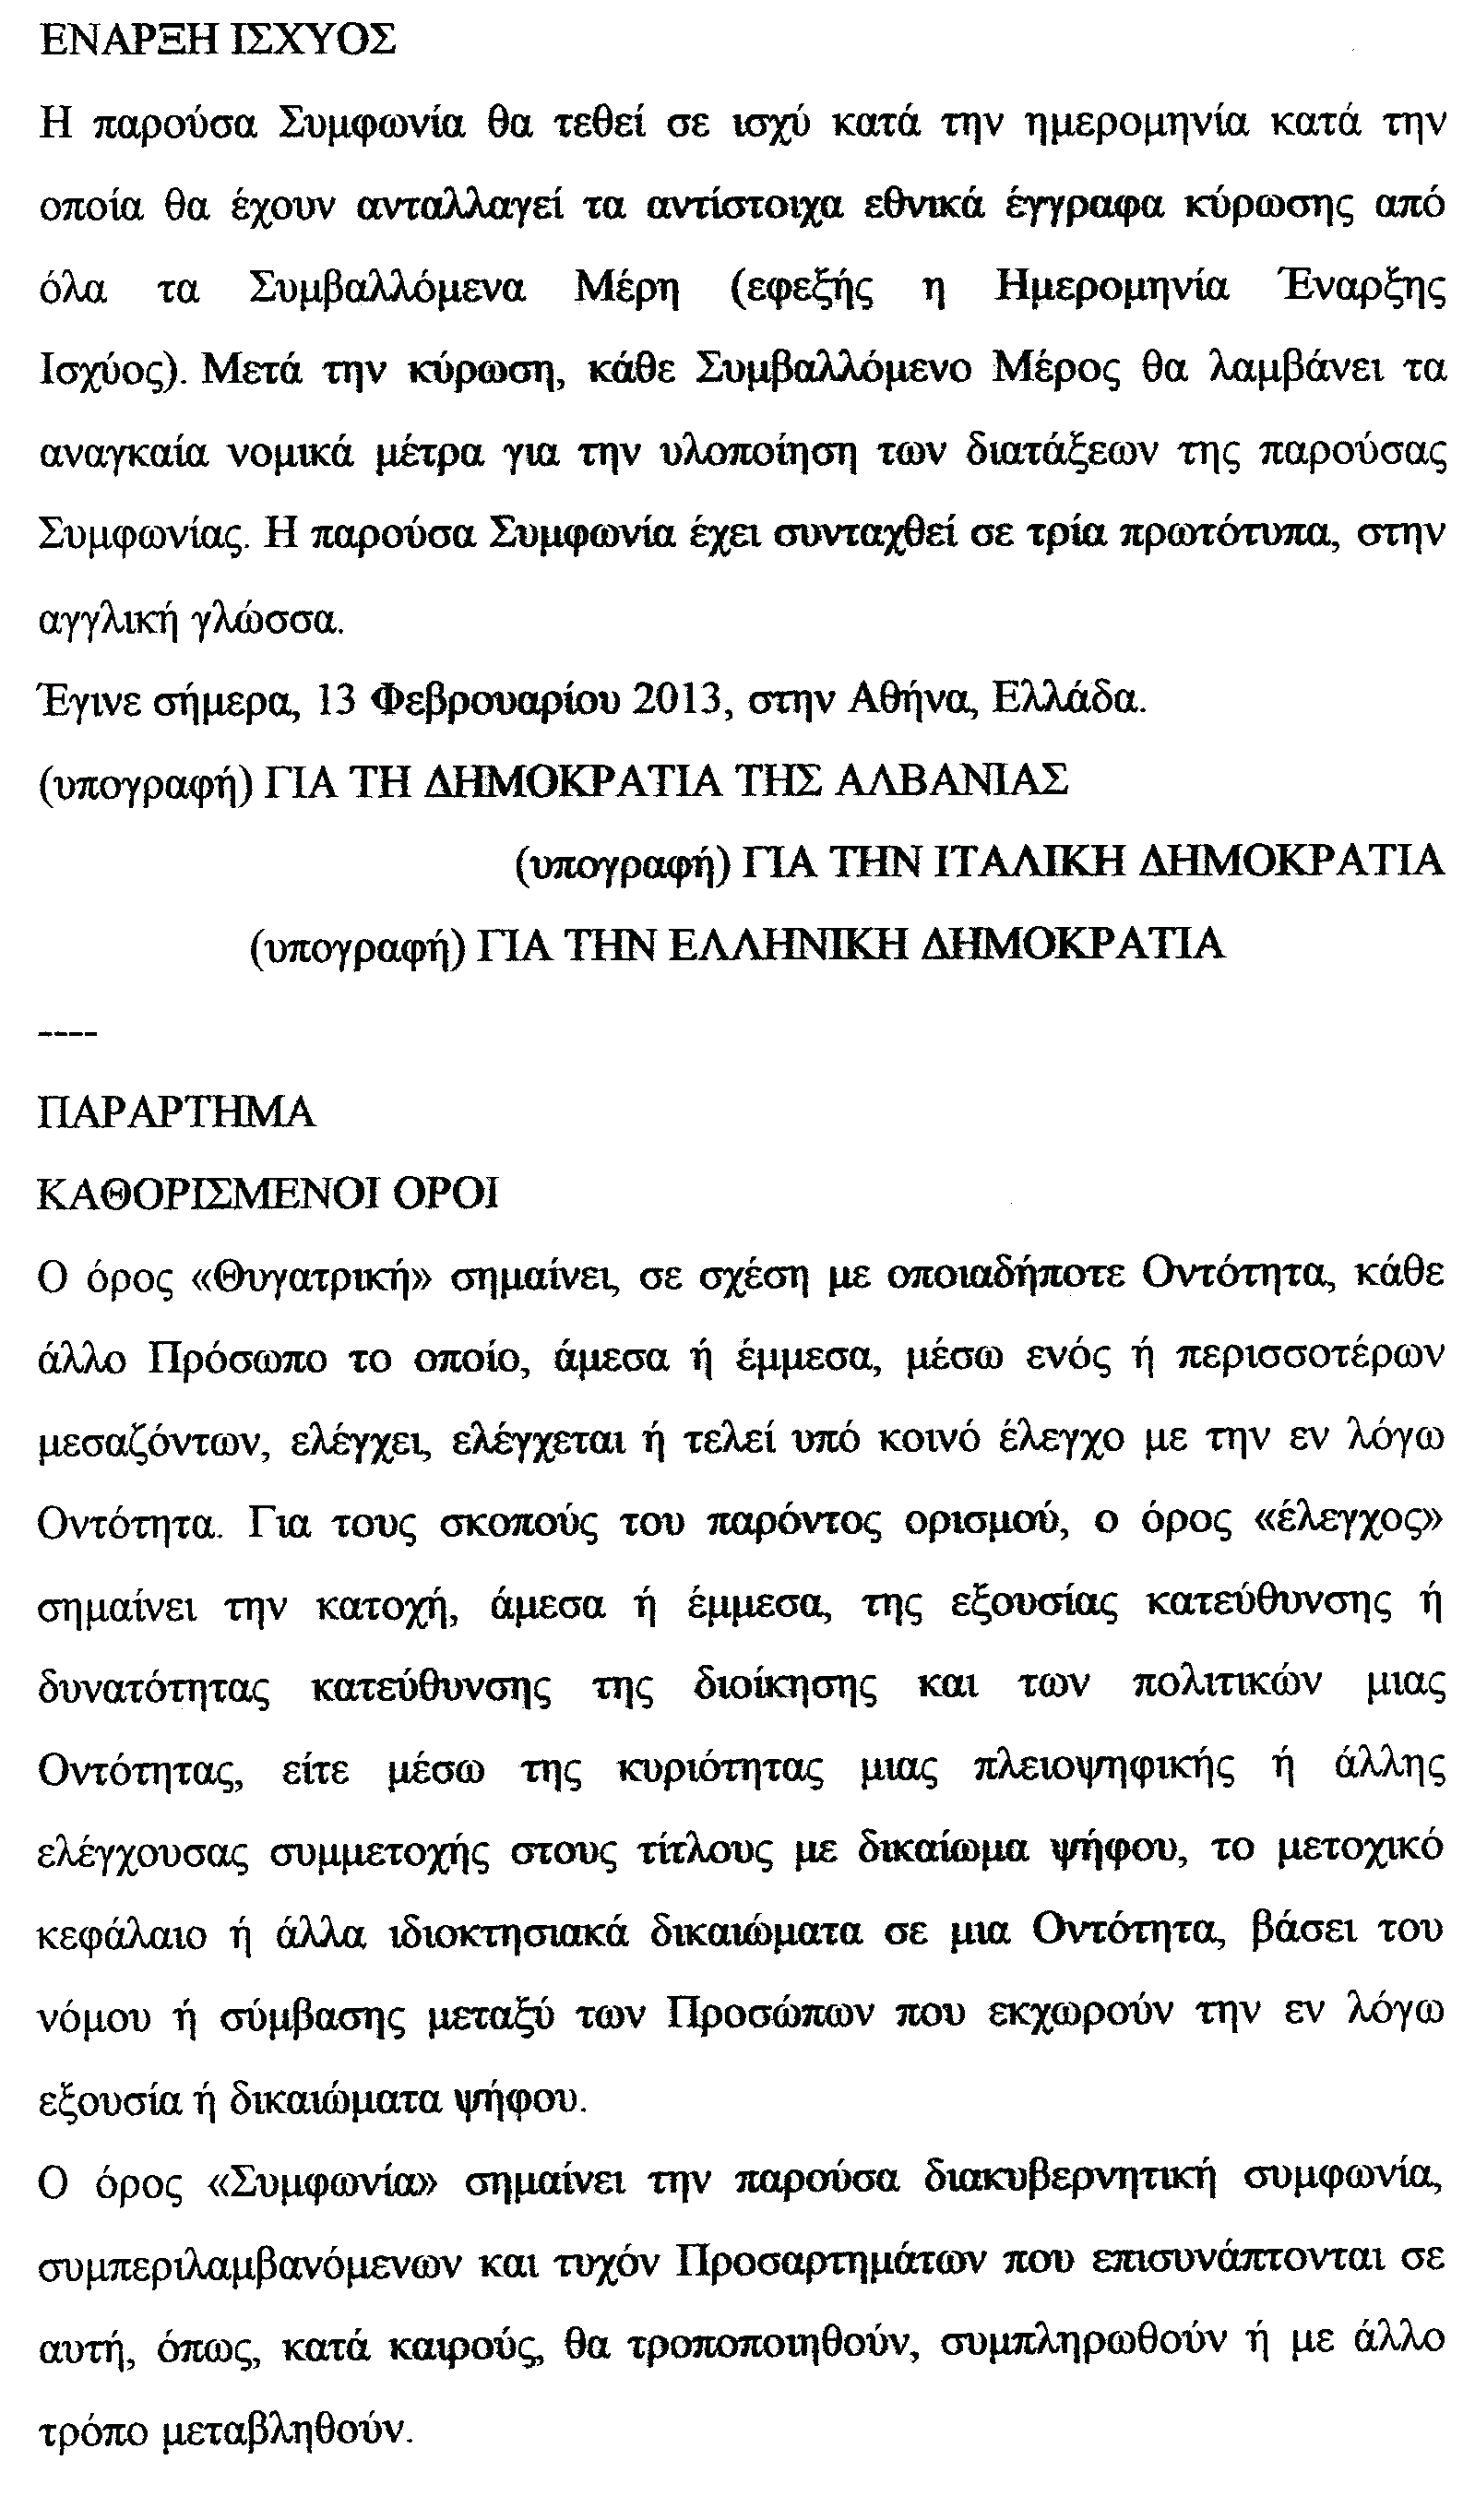 ΕΝΑΡΞΗ ΙΣΧΥΟΣ
Η παρούσα Συμφωνία θα τεθεί σε ισχύ κατά την ημερομηνία κατά την
οποία θα έχουν ανταλλαγεί τα αντίστοιχα εθνικά έγγραφα κύρωσης από
όλα τα Συμβαλλόμενα Μέρη (εφεξής η Ημερομηνία Έναρξης
Ισχύος). Μετά την κύρωση, κάθε Συμβαλλόμενο Μέρος θα λαμβάνει τα
αναγκαία νομικά μέτρα για την υλοποίηση των διατάξεων της παρούσας
Συμφωνίας. Η παρούσα Συμφωνία έχει συνταχθεί σε τρία πρωτότυπα, στην
αγγλική γλώσσα.
Έγινε σήμερα, 13 Φεβρουαρίου 2013, στην Αθήνα, Ελλάδα.
(υπογραφή) ΓΙΑ ΤΗ ΔΗΜΟΚΡΑΤΙΑ ΤΗΣ ΑΛΒΑΝΙΑΣ
(υπογραφή) ΓΙΑ ΤΗΝ ΙΤΑΛΙΚΗ ΔΗΜΟΚΡΑΤΙΑ
(υπογραφή) ΓΙΑ ΤΗΝ ΕΛΛΗΝΙΚΗ ΔΗΜΟΚΡΑΤΙΑ
----
ΠΑΡΑΡΤΗΜΑ
ΚΑΘΟΡΙΣΜΕΝΟΙ ΟΡΟΙ
Ο όρος «Θυγατρική» σημαίνει, σε σχέση με οποιαδήποτε Οντότητα, κάθε
άλλο Πρόσωπο το οποίο, άμεσα ή έμμεσα, μέσω ενός ή περισσοτέρων
μεσαζόντων, ελέγχει, ελέγχεται ή τελεί υπό κοινό έλεγχο με την εν λόγω
Οντότητα. Για τους σκοπούς του παρόντος ορισμού, ο όρος «έλεγχος»
σημαίνει την κατοχή, άμεσα ή έμμεσα, της εξουσίας κατεύθυνσης ή
δυνατότητας κατεύθυνσης της διοίκησης και των πολιτικών μιας
Οντότητας, είτε μέσω της κυριότητας μιας πλειοψηφικής ή άλλης
ελέγχουσας συμμετοχής στους τίτλους με δικαίωμα ψήφου, το μετοχικό
κεφάλαιο ή άλλα ιδιοκτησιακά δικαιώματα σε μια Οντότητα, βάσει του
νόμου ή σύμβασης μεταξύ των Προσώπων που εκχωρούν την εν λόγω
εξουσία ή δικαιώματα ψήφου.
Ο όρος «Συμφωνία» σημαίνει την παρούσα διακυβερνητική συμφωνία,
συμπεριλαμβανόμενων και τυχόν Προσαρτημάτων που επισυνάπτονται σε
αυτή, όπως, κατά καιρούς, θα τροποποιηθούν, συμπληρωθούν ή με άλλο
τρόπο μεταβληθούν.